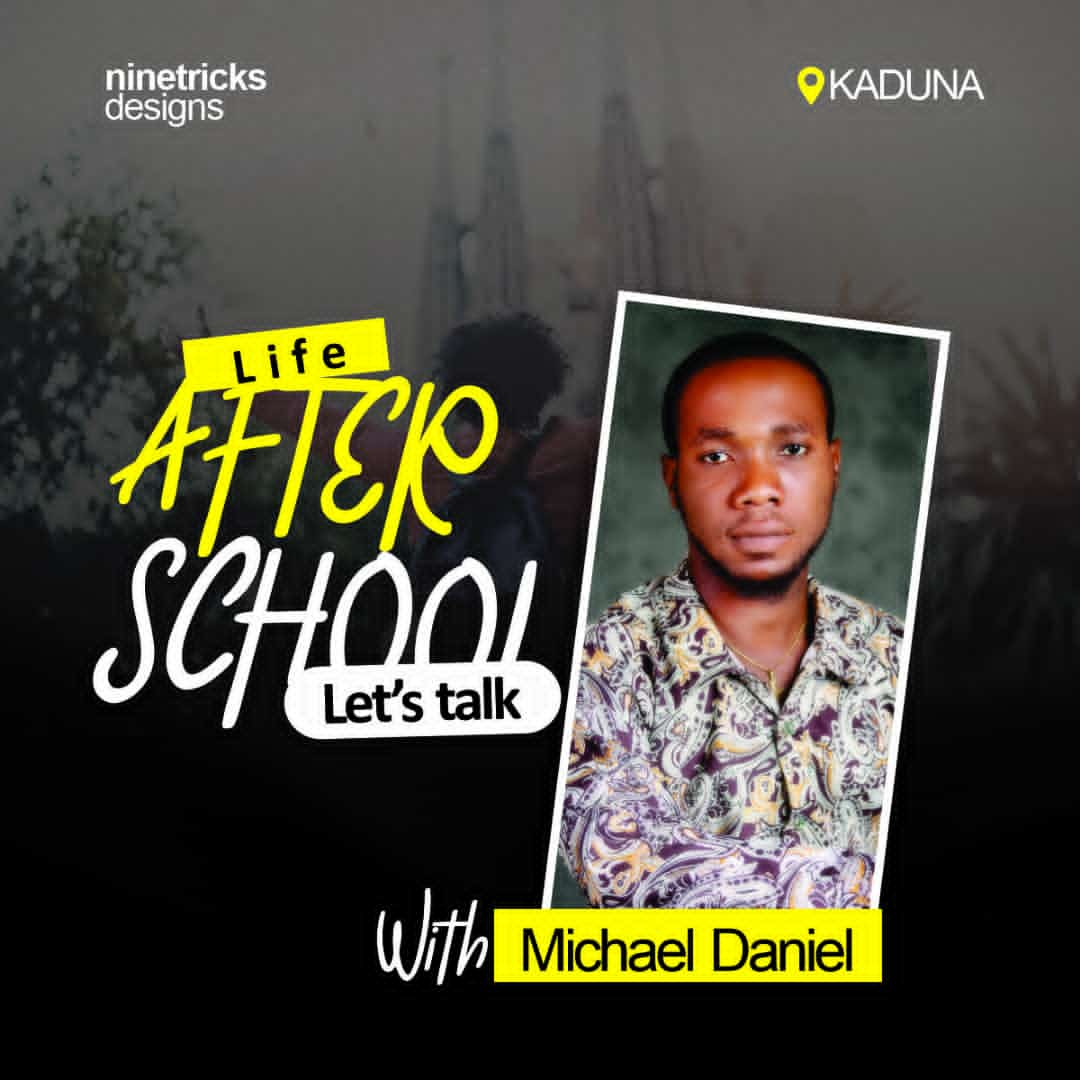 ninetricks
designs
KADUNA
Life
AFTER
SCHOOL
Let's talk
With Michael Daniel